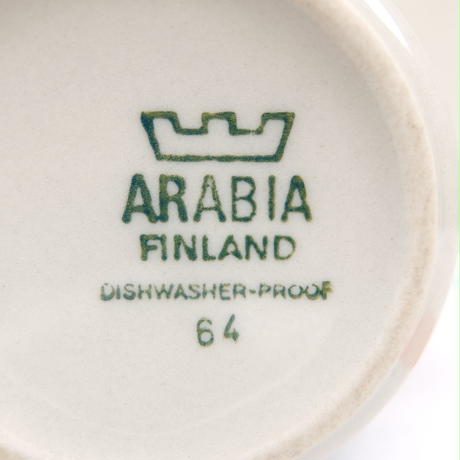 ARABIA
FINLAND
DISHWASHER-PROOF
64